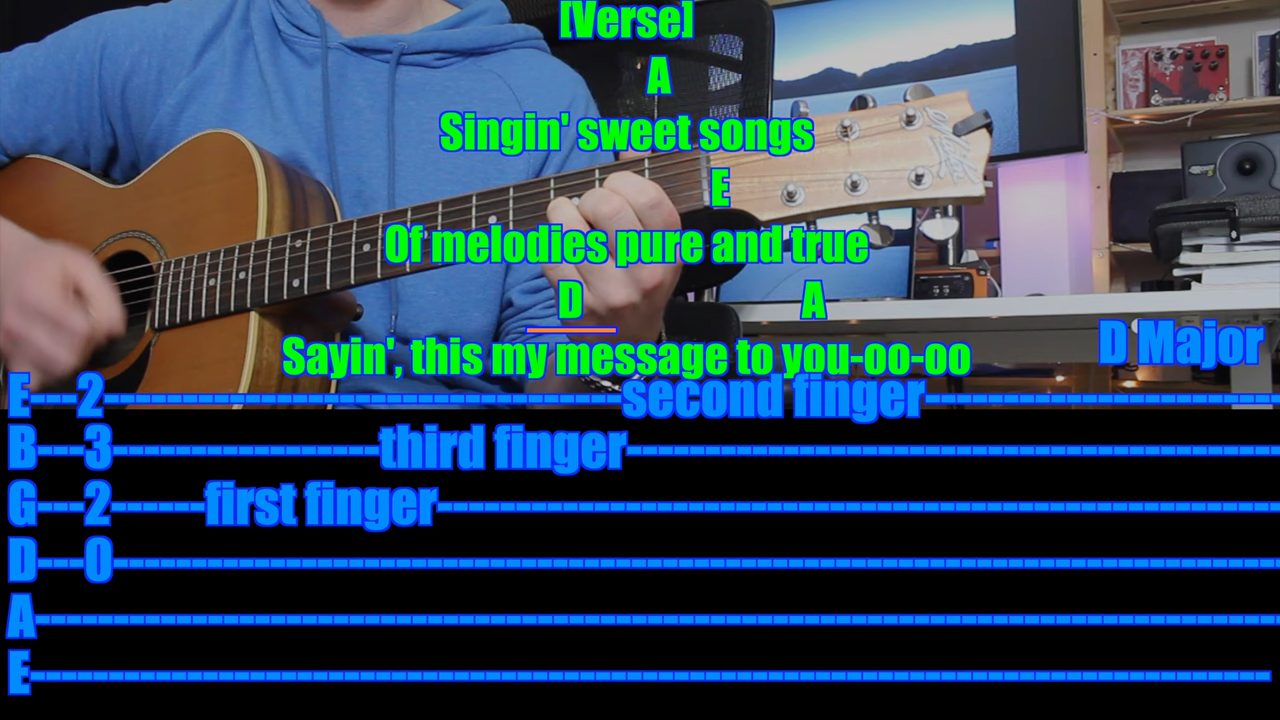 [Verse]
A
Singin' sweet songs
E
Of melodies pure and true
D A
Sayin', this my message to you-oo-oo
D Major
E---2---second finger---
B---3---third finger---
G---2---first finger---
D---0---
A---
E---